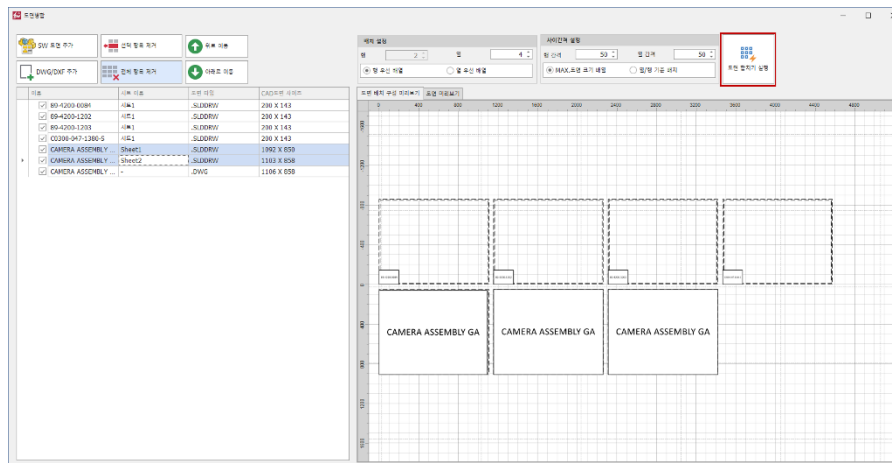 도면병합
SW 도면 추가
선택 항목 제거
위로 이동
DWG/DXF 추가
전체 항목 제거
아래로 이동
배치 설정
행 2 열 4
행 우선 배열 열 우선 배열
사이간격 설정
행 간격 50 열 간격 50
MAX.도면 크기 배열 열/행 기준 배치
도면 합치기 실행
이름 시트 이름 도면 타입 CAD도면 사이즈
89-4200-0084 시트1 .SLDDRW 200 X 143
89-4200-1202 시트1 .SLDDRW 200 X 143
89-4200-1203 시트1 .SLDDRW 200 X 143
C0300-047-1380-S 시트1 .SLDDRW 200 X 143
CAMERA ASSEMBLY ... Sheet1 .SLDDRW 1092 X 850
CAMERA ASSEMBLY ... Sheet2 .SLDDRW 1103 X 858
CAMERA ASSEMBLY ... - .DWG 1106 X 858
도면 배치 구성 미리보기 도면 미리보기
0 400 800 1200 1600 2000 2400 2800 3200 3600 4000 4400 4800
CAMERA ASSEMBLY GA
CAMERA ASSEMBLY GA
CAMERA ASSEMBLY GA